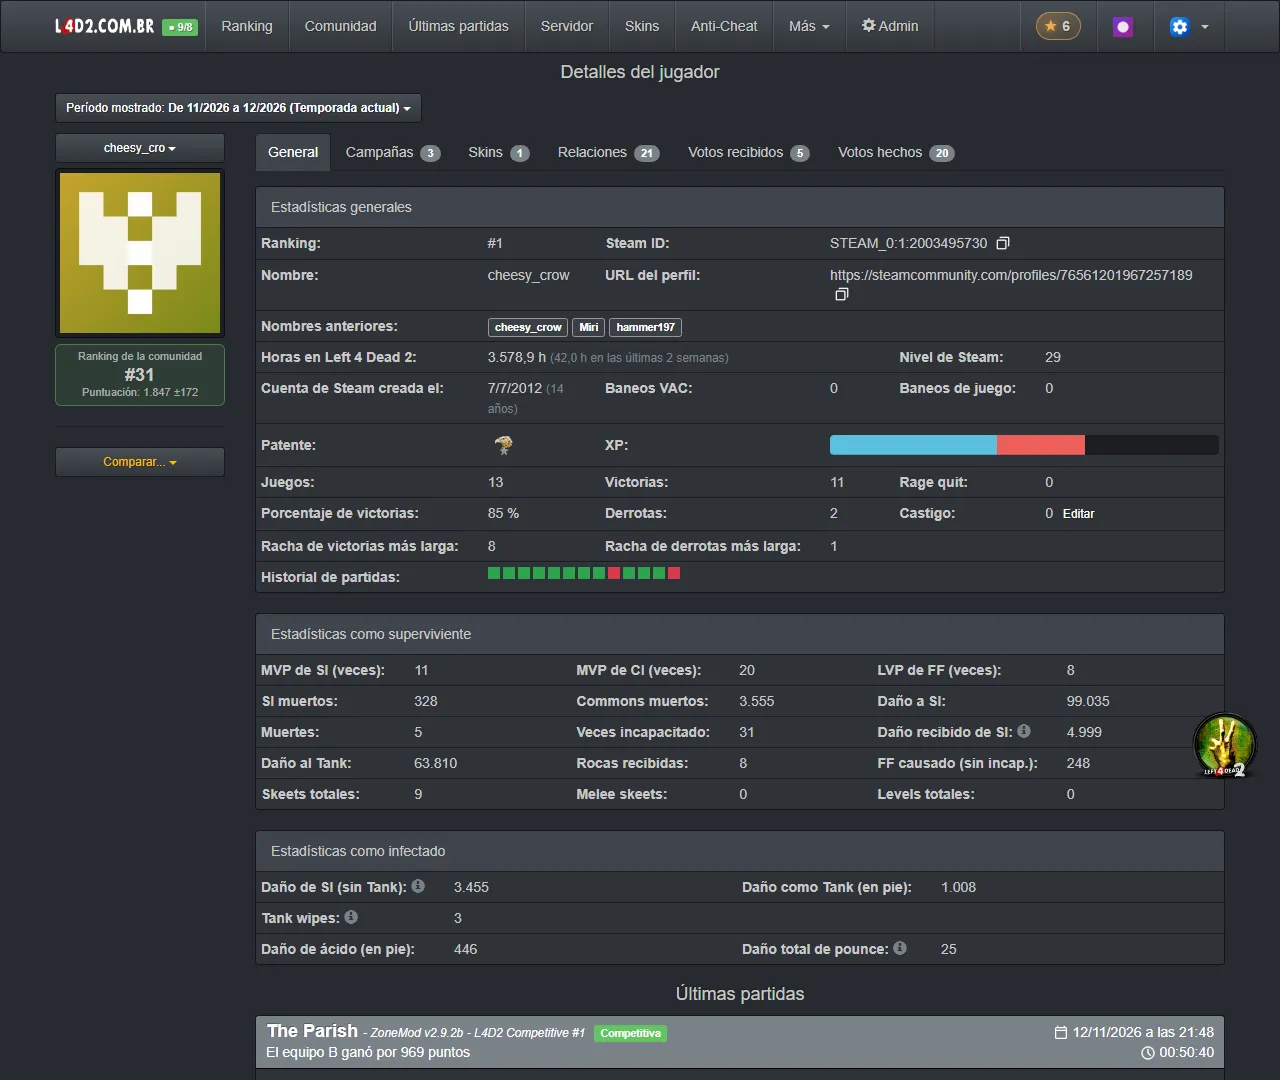 L4D2.COM.BR 9/8 Ranking Comunidad Últimas partidas Servidor Skins Anti-Cheat Más Admin 6
Detalles del jugador
Período mostrado: De 11/2026 a 12/2026 (Temporada actual)
cheesy_cro
Ranking de la comunidad
#31
Puntuación: 1.847 ±172
Comparar...
General Campañas 3 Skins 1 Relaciones 21 Votos recibidos 5 Votos hechos 20
Estadísticas generales
Ranking: #1 Steam ID: STEAM_0:1:2003495730
Nombre: cheesy_crow URL del perfil: https://steamcommunity.com/profiles/76561201967257189
Nombres anteriores: cheesy_crow Miri hammer197
Horas en Left 4 Dead 2: 3.578,9 h (42,0 h en las últimas 2 semanas) Nivel de Steam: 29
Cuenta de Steam creada el: 7/7/2012 (14 años) Baneos VAC: 0 Baneos de juego: 0
Patente: XP:
Juegos: 13 Victorias: 11 Rage quit: 0
Porcentaje de victorias: 85 % Derrotas: 2 Castigo: 0 Editar
Racha de victorias más larga: 8 Racha de derrotas más larga: 1
Historial de partidas:
Estadísticas como superviviente
MVP de SI (veces): 11 MVP de CI (veces): 20 LVP de FF (veces): 8
SI muertos: 328 Commons muertos: 3.555 Daño a SI: 99.035
Muertes: 5 Veces incapacitado: 31 Daño recibido de SI: 4.999
Daño al Tank: 63.810 Rocas recibidas: 8 FF causado (sin incap.): 248
Skeets totales: 9 Melee skeets: 0 Levels totales: 0
LEFT 4 DEAD 2
Estadísticas como infectado
Daño de SI (sin Tank): 3.455 Daño como Tank (en pie): 1.008
Tank wipes: 3
Daño de ácido (en pie): 446 Daño total de pounce: 25
Últimas partidas
The Parish - ZoneMod v2.9.2b - L4D2 Competitive #1 Competitiva 12/11/2026 a las 21:48
El equipo B ganó por 969 puntos 00:50:40